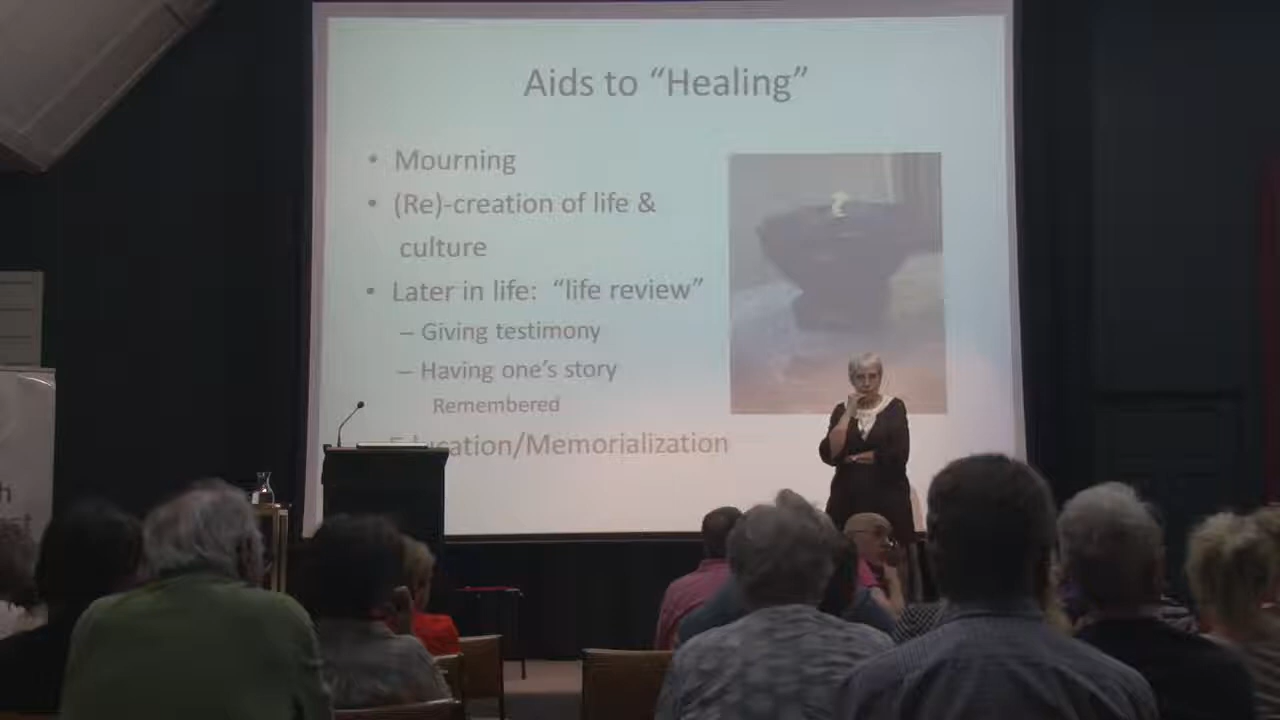 Aids to “Healing”
• Mourning
• (Re)-creation of life &
culture
• Later in life: “life review”
– Giving testimony
– Having one’s story
Remembered
Education/Memorialization
h